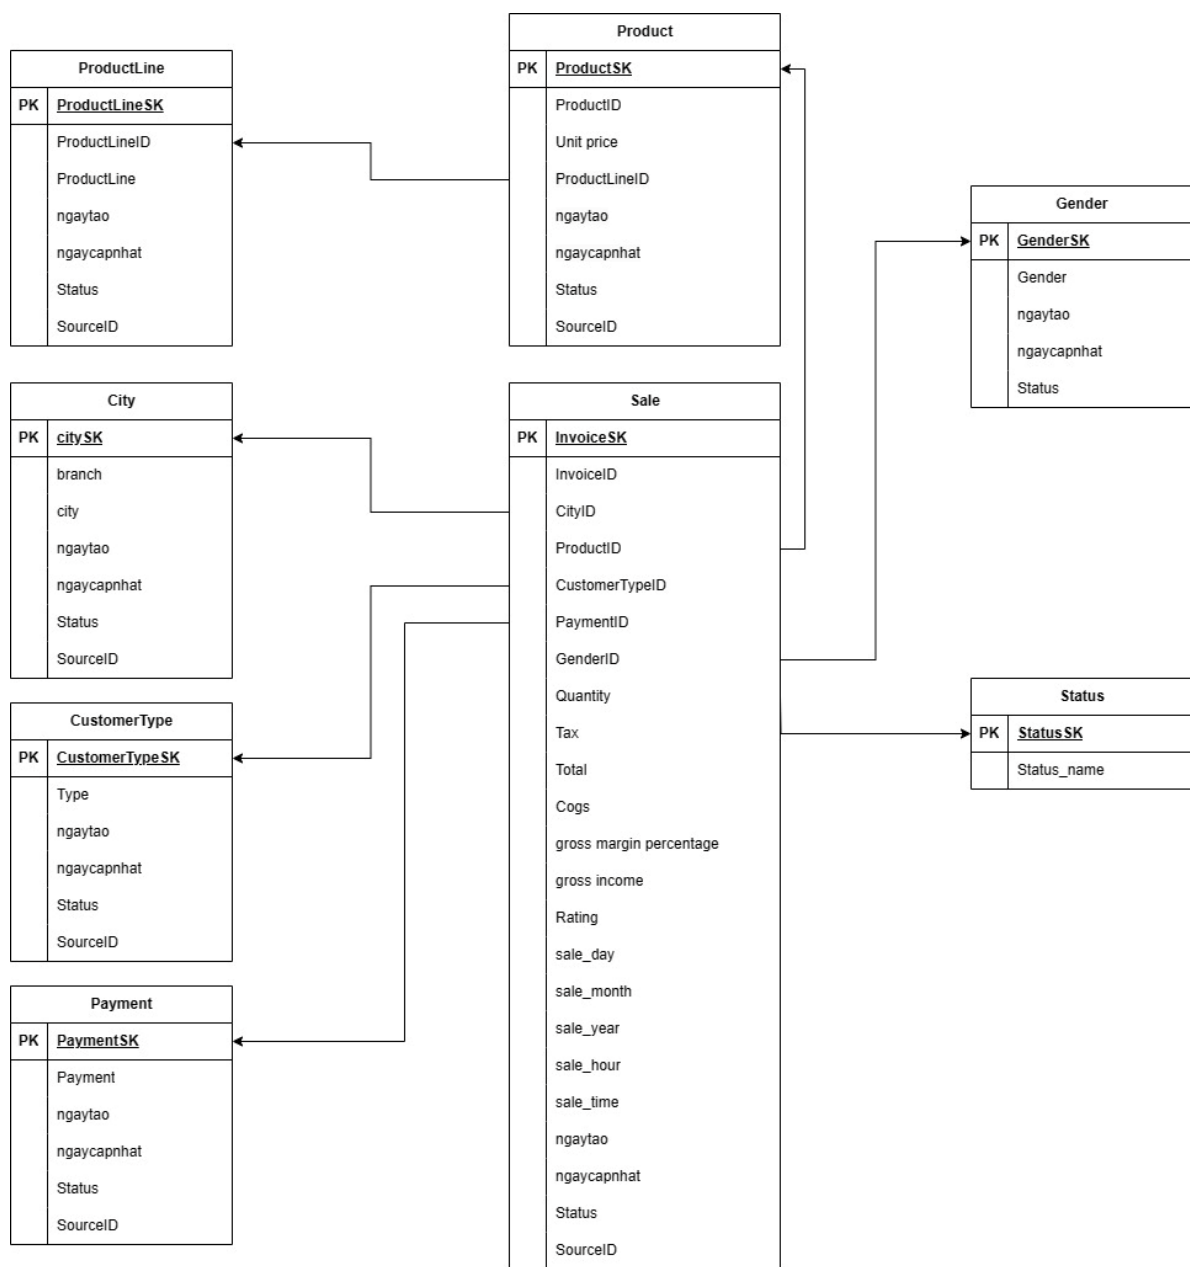 Product
PK ProductSK
ProductID
Unit price
ProductLineID
ngaytao
ngaycapnhat
Status
SourceID
ProductLine
PK ProductLineSK
ProductLineID
ProductLine
ngaytao
ngaycapnhat
Status
SourceID
Gender
PK GenderSK
Gender
ngaytao
ngaycapnhat
Status
City
PK citySK
branch
city
ngaytao
ngaycapnhat
Status
SourceID
Sale
PK InvoiceSK
InvoiceID
CityID
ProductID
CustomerTypeID
PaymentID
GenderID
Quantity
Tax
Total
Cogs
gross margin percentage
gross income
Rating
sale_day
sale_month
sale_year
sale_hour
sale_time
ngaytao
ngaycapnhat
Status
SourceID
Status
PK StatusSK
Status_name
CustomerType
PK CustomerTypeSK
Type
ngaytao
ngaycapnhat
Status
SourceID
Payment
PK PaymentSK
Payment
ngaytao
ngaycapnhat
Status
SourceID